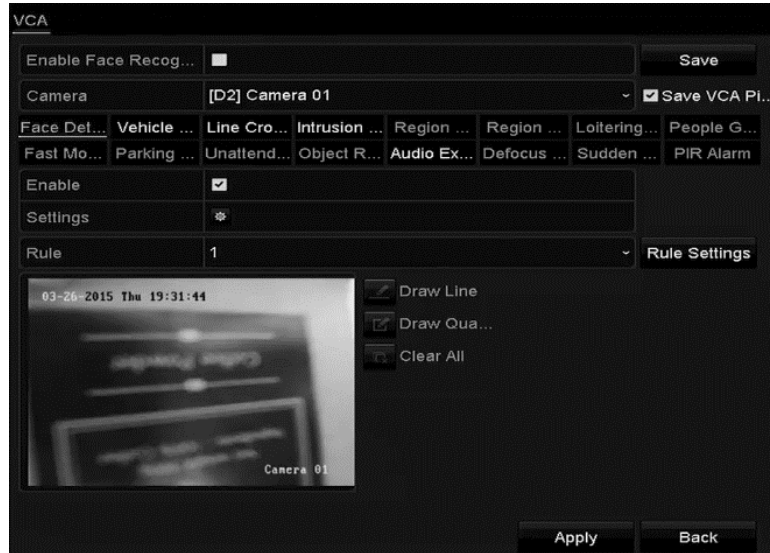 VCA
Enable Face Recog... Save
Camera [D2] Camera 01 Save VCA Pi..
Face Det... Vehicle ... Line Cro... Intrusion ... Region ... Region ... Loitering... People G...
Fast Mo... Parking ... Unattend... Object R... Audio Ex... Defocus ... Sudden ... PIR Alarm
Enable
Settings
Rule 1 Rule Settings
03-26-2015 Thu 19:31:44
Draw Line
Draw Qua...
Clear All
Camera 01
Apply Back